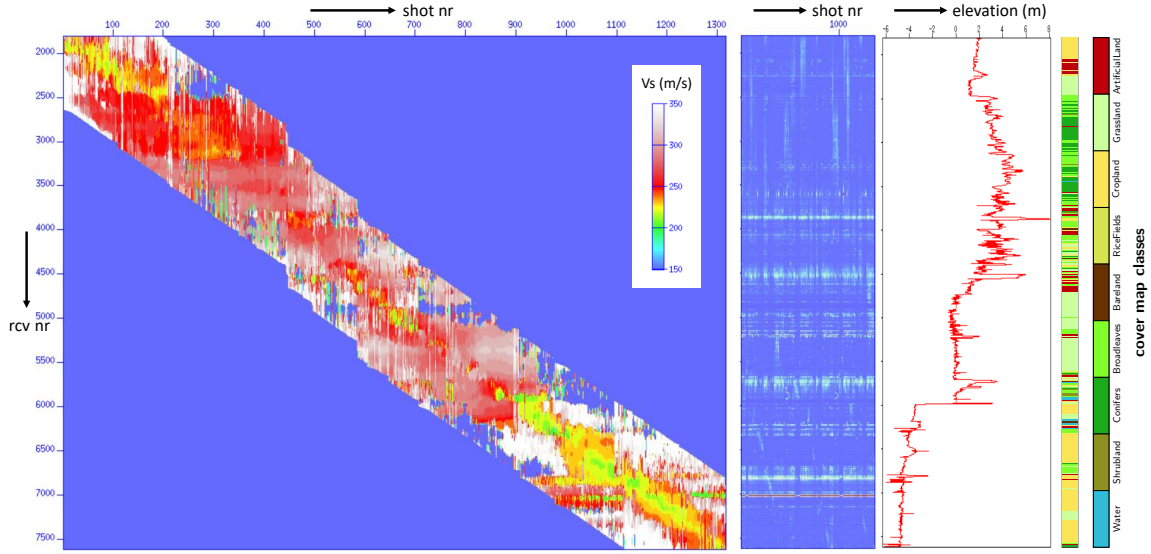 shot nr
shot nr
elevation (m)
100 200 300 400 500 600 700 800 900 1000 1100 1200 1300
1000
-6 -4 -2 0 2 4 6 8
2000
2500
3000
3500
4000
4500
5000
5500
6000
6500
7000
7500
rcv nr
Vs (m/s)
350
300
250
200
150
ArtificialLand
Grassland
Cropland
RiceFields
Bareland
Broadleaves
Conifers
Shrubland
Water
cover map classes